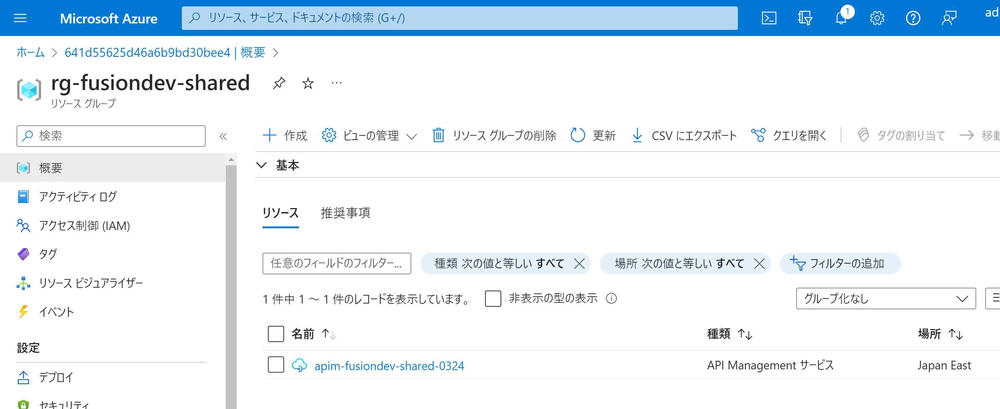 Microsoft Azure
リソース、サービス、ドキュメントの検索 (G+/)
1
ad
ホーム > 641d55625d46a6b9bd30bee4 | 概要 >
rg-fusiondev-shared
リソース グループ
検索
作成
ビューの管理
リソース グループの削除
更新
CSV にエクスポート
クエリを開く
タグの割り当て
移動
概要
アクティビティ ログ
アクセス制御 (IAM)
タグ
リソース ビジュアライザー
イベント
設定
デプロイ
セキュリティ
基本
リソース 推奨事項
任意のフィールドのフィルター...
種類 次の値と等しい すべて
場所 次の値と等しい すべて
フィルターの追加
1 件中 1 ～ 1 件のレコードを表示しています。
非表示の型の表示
グループ化なし
名前 種類 場所
apim-fusiondev-shared-0324 API Management サービス Japan East